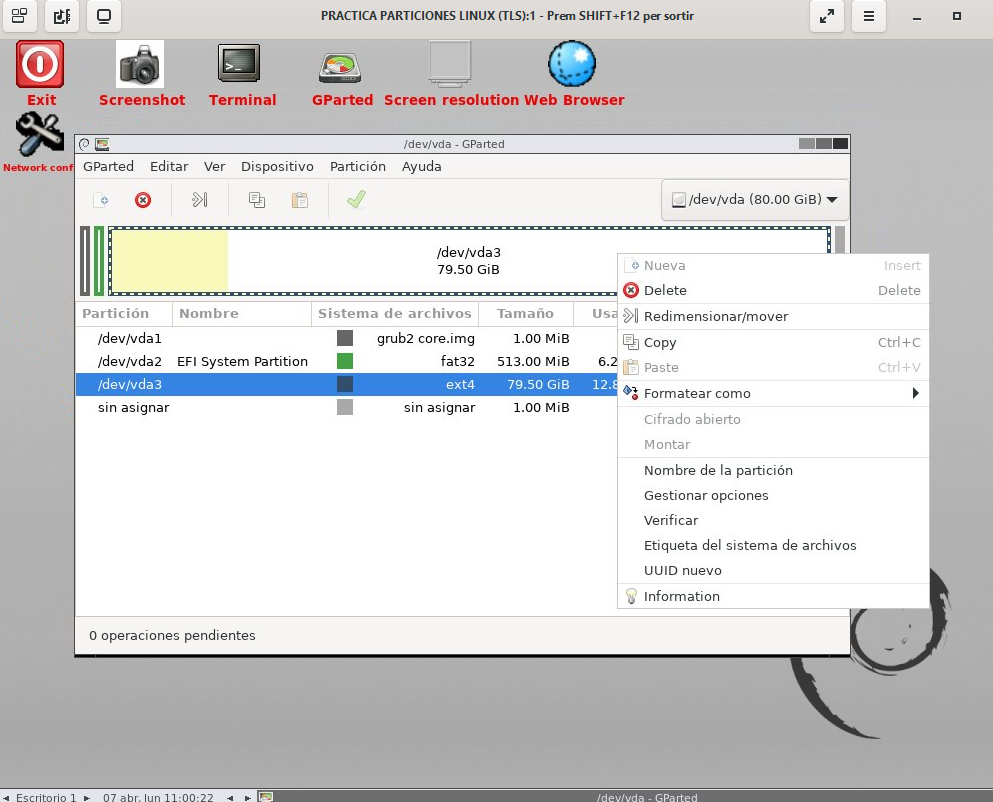 PRACTICA PARTICIONES LINUX (TLS):1 - Prem SHIFT+F12 per sortir
Exit
Screenshot
Terminal
GParted
Screen resolution
Web Browser
Network conf
/dev/vda - GParted
GParted Editar Ver Dispositivo Partición Ayuda
/dev/vda (80.00 GiB)
/dev/vda3
79.50 GiB
Partición Nombre Sistema de archivos Tamaño Usa
/dev/vda1 grub2 core.img 1.00 MiB
/dev/vda2 EFI System Partition fat32 513.00 MiB 6.2
/dev/vda3 ext4 79.50 GiB 12.8
sin asignar sin asignar 1.00 MiB
Nueva Insert
Delete Delete
Redimensionar/mover
Copy Ctrl+C
Paste Ctrl+V
Formatear como
Cifrado abierto
Montar
Nombre de la partición
Gestionar opciones
Verificar
Etiqueta del sistema de archivos
UUID nuevo
Information
0 operaciones pendientes
Escritorio 1 07 abr, lun 11:00:22 /dev/vda - GParted